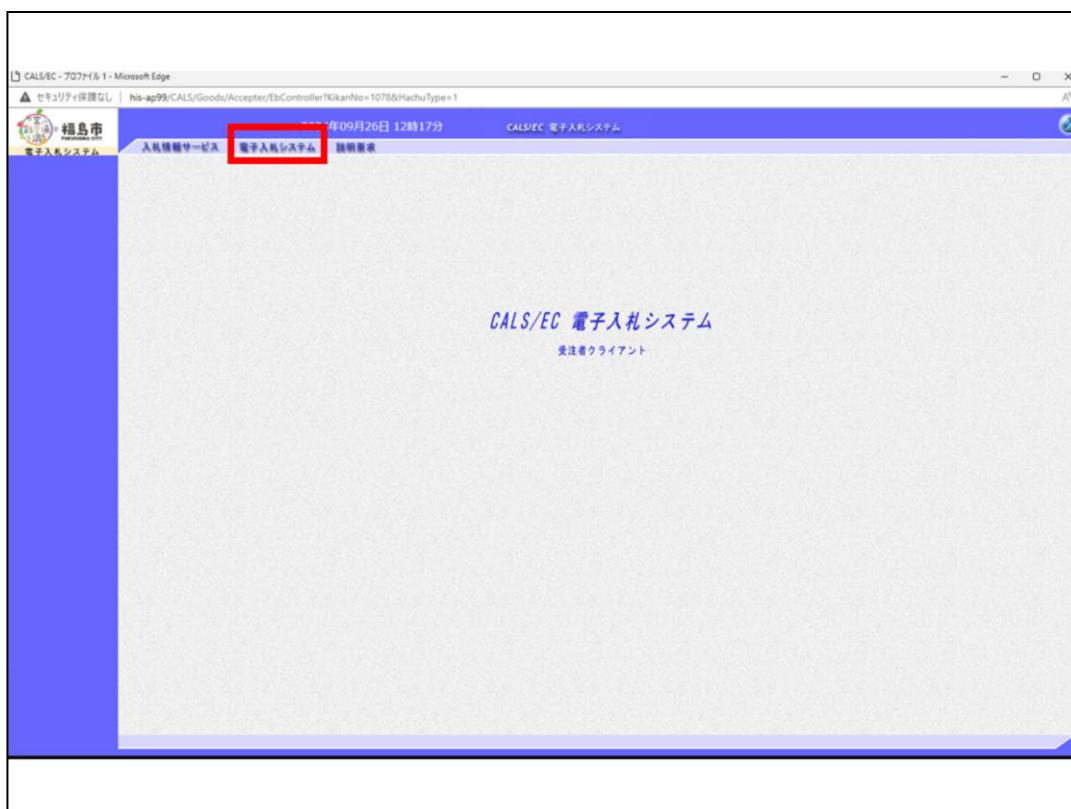 CALS/EC - プロファイル 1 - Microsoft Edge
セキュリティ保護なし his-ap99/CALS/Goods/Accepter/EbController?KikanNo=1078&HachuType=1
福島市
FUKUSHIMA CITY
電子入札システム
年09月26日 12時17分
CALS/EC 電子入札システム
入札情報サービス 電子入札システム 説明要求
CALS/EC 電子入札システム
受注者クライアント